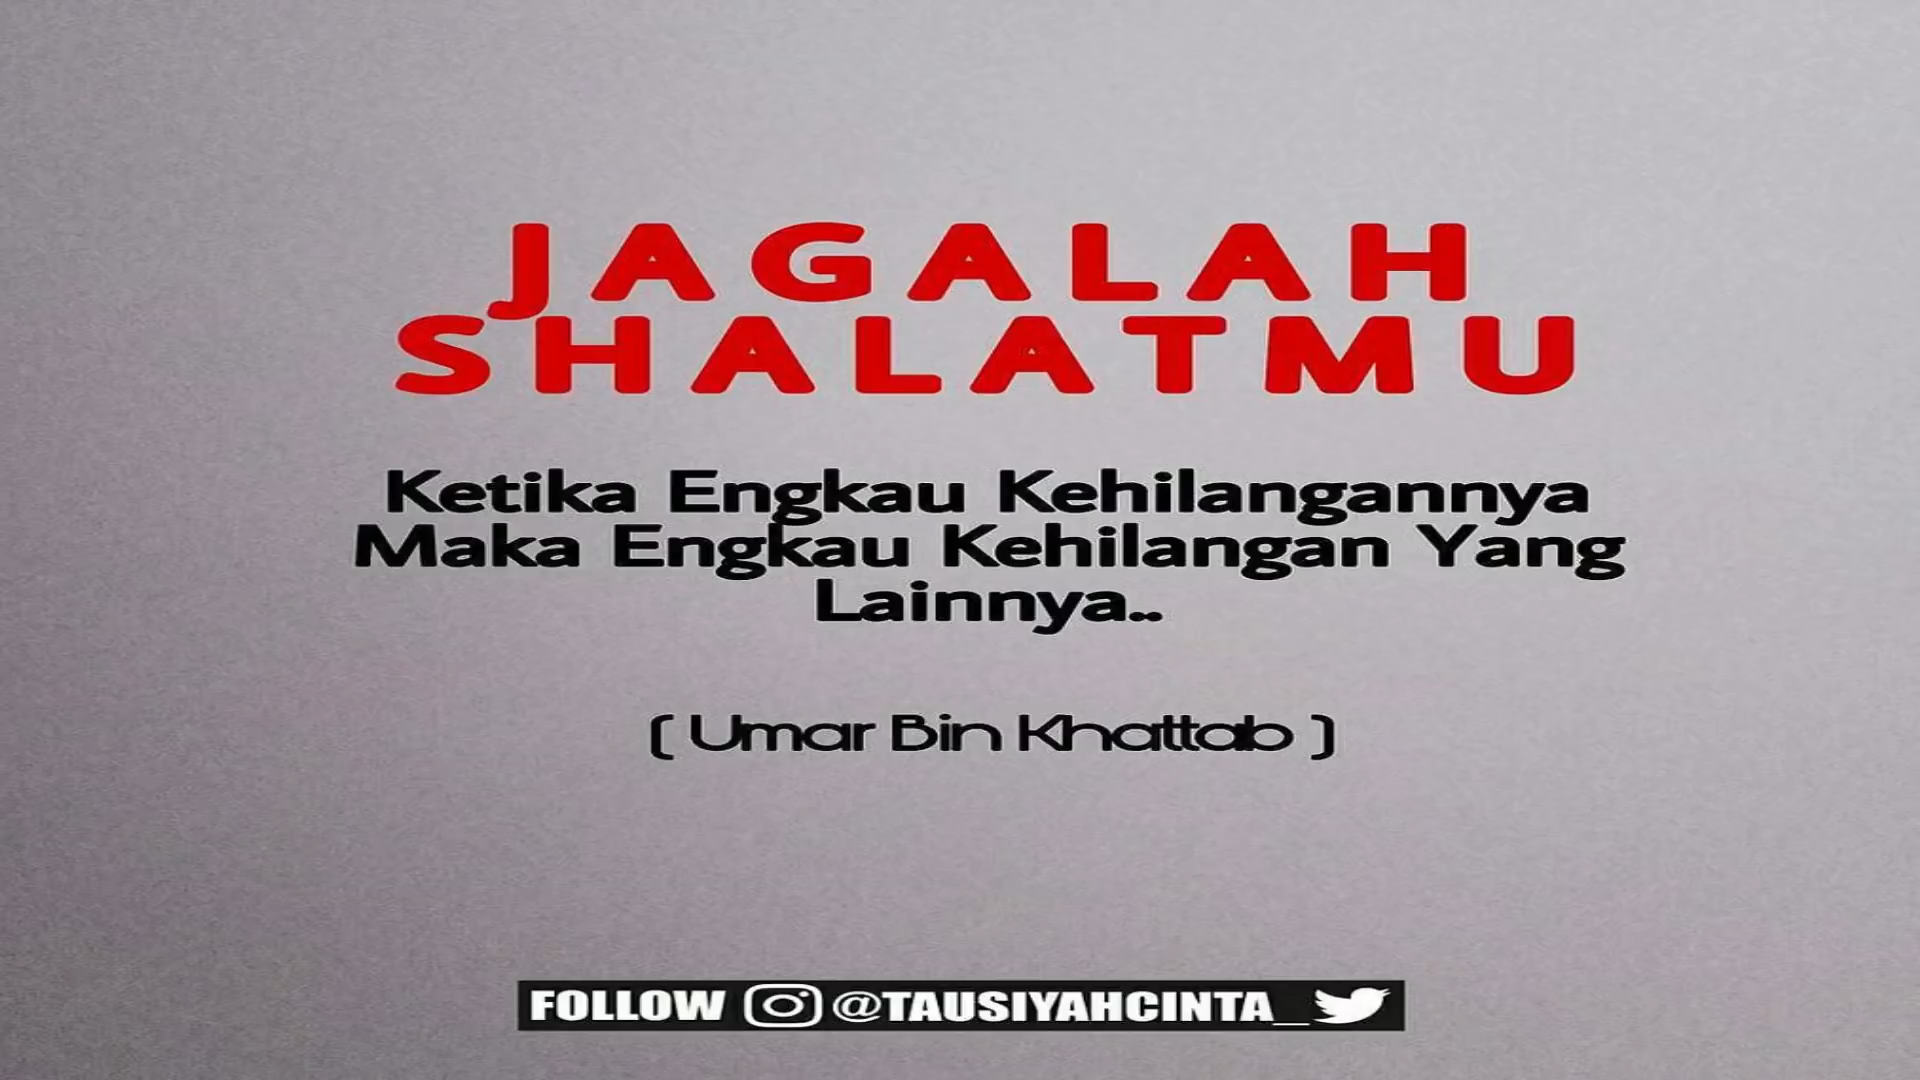 JAGALAH
SHALATMU
Ketika Engkau Kehilangannya
Maka Engkau Kehilangan Yang
Lainnya..
( Umar Bin Khattab )
FOLLOW @TAUSIYAHCINTA_